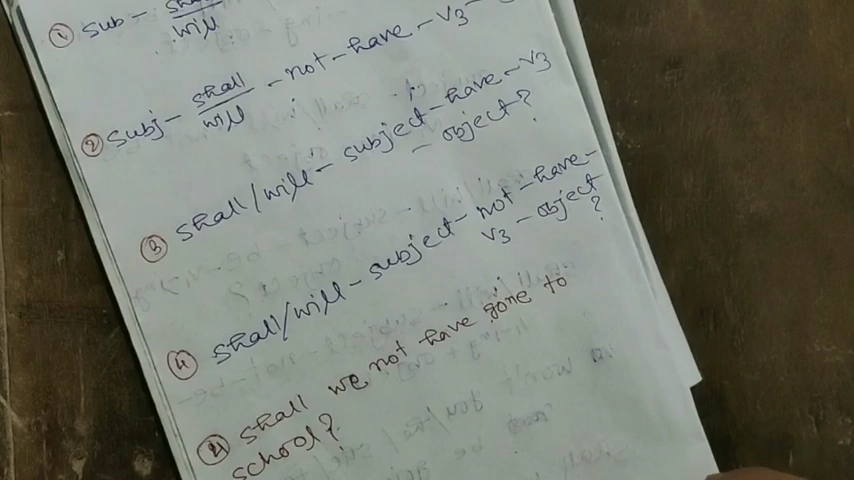 ① Sub - shall/will
② Subj - shall/will - not - have - V3 -
③ shall/will - subject - have - V3
- object?
④ shall/will - subject - not - have -
V3 - object
?
④ shall we not have gone to
school?